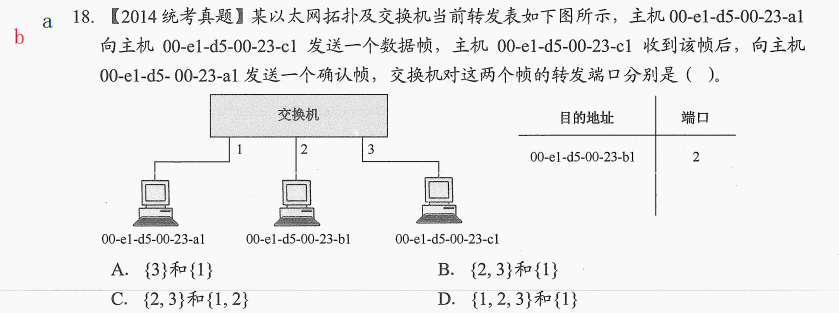 a
b
18. 【2014 统考真题】某以太网拓扑及交换机当前转发表如下图所示，主机 00-e1-d5-00-23-a1
向主机 00-e1-d5-00-23-c1 发送一个数据帧，主机 00-e1-d5-00-23-c1 收到该帧后，向主机
00-e1-d5- 00-23-a1 发送一个确认帧，交换机对这两个帧的转发端口分别是（ ）。
交换机
1 2 3
00-e1-d5-00-23-a1 00-e1-d5-00-23-b1 00-e1-d5-00-23-c1
目的地址 端口
00-e1-d5-00-23-b1 2
A. {3}和{1} B. {2, 3}和{1}
C. {2, 3}和{1, 2} D. {1, 2, 3}和{1}